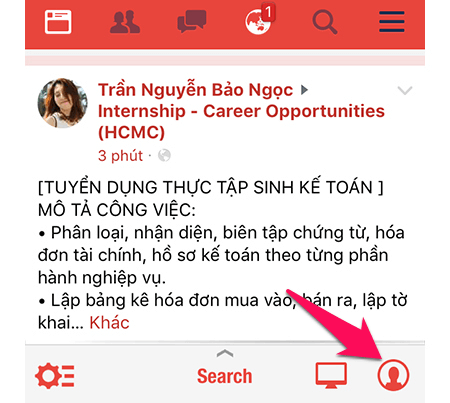 1
Trần Nguyễn Bảo Ngọc
Internship - Career Opportunities
(HCMC)
3 phút ·
[TUYỂN DỤNG THỰC TẬP SINH KẾ TOÁN ]
MÔ TẢ CÔNG VIỆC:
• Phân loại, nhận diện, biên tập chứng từ, hóa
đơn tài chính, hồ sơ kế toán theo từng phần
hành nghiệp vụ.
• Lập bảng kê hóa đơn mua vào, bán ra, lập tờ
khai... Khác
Search